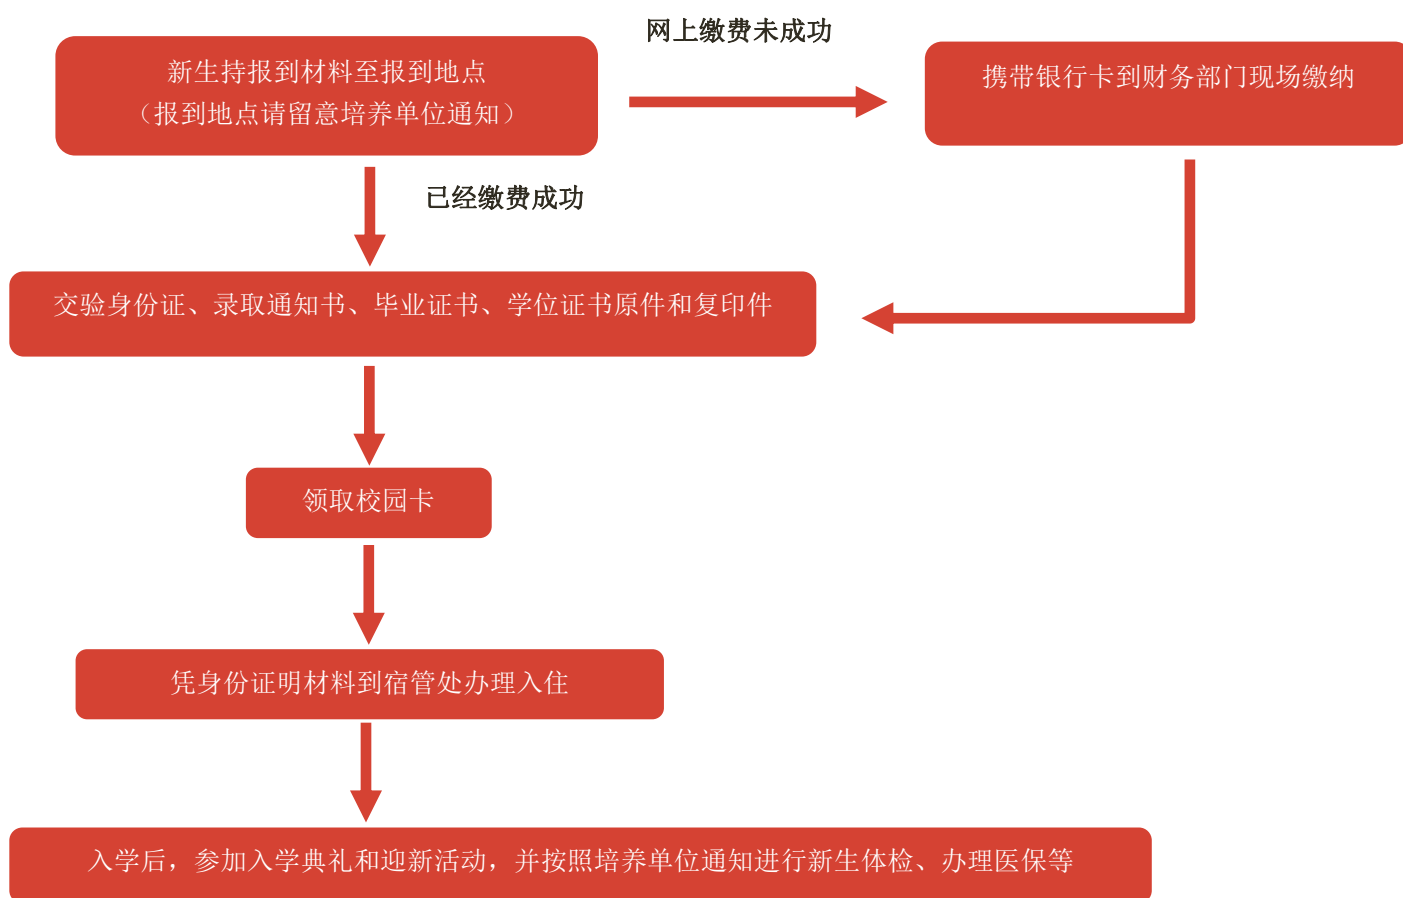 网上缴费未成功
新生持报到材料至报到地点
（报到地点请留意培养单位通知）
携带银行卡到财务部门现场缴纳
已经缴费成功
交验身份证、录取通知书、毕业证书、学位证书原件和复印件
领取校园卡
凭身份证明材料到宿管处办理入住
入学后，参加入学典礼和迎新活动，并按照培养单位通知进行新生体检、办理医保等